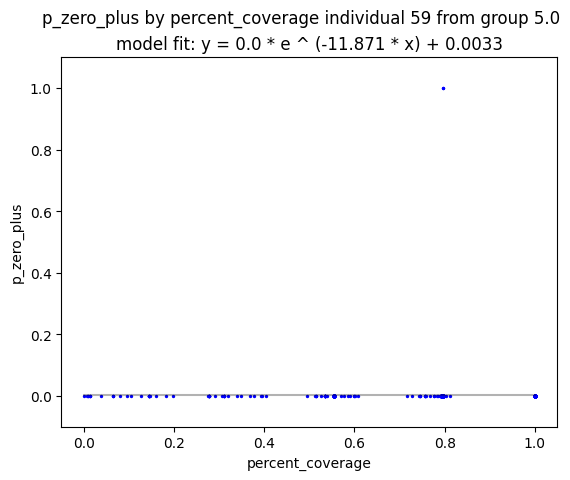 p_zero_plus by percent_coverage individual 59 from group 5.0
model fit: y = 0.0 * e ^ (-11.871 * x) + 0.0033
1.0
0.8
0.6
0.4
0.2
0.0
p_zero_plus
0.0 0.2 0.4 0.6 0.8 1.0
percent_coverage